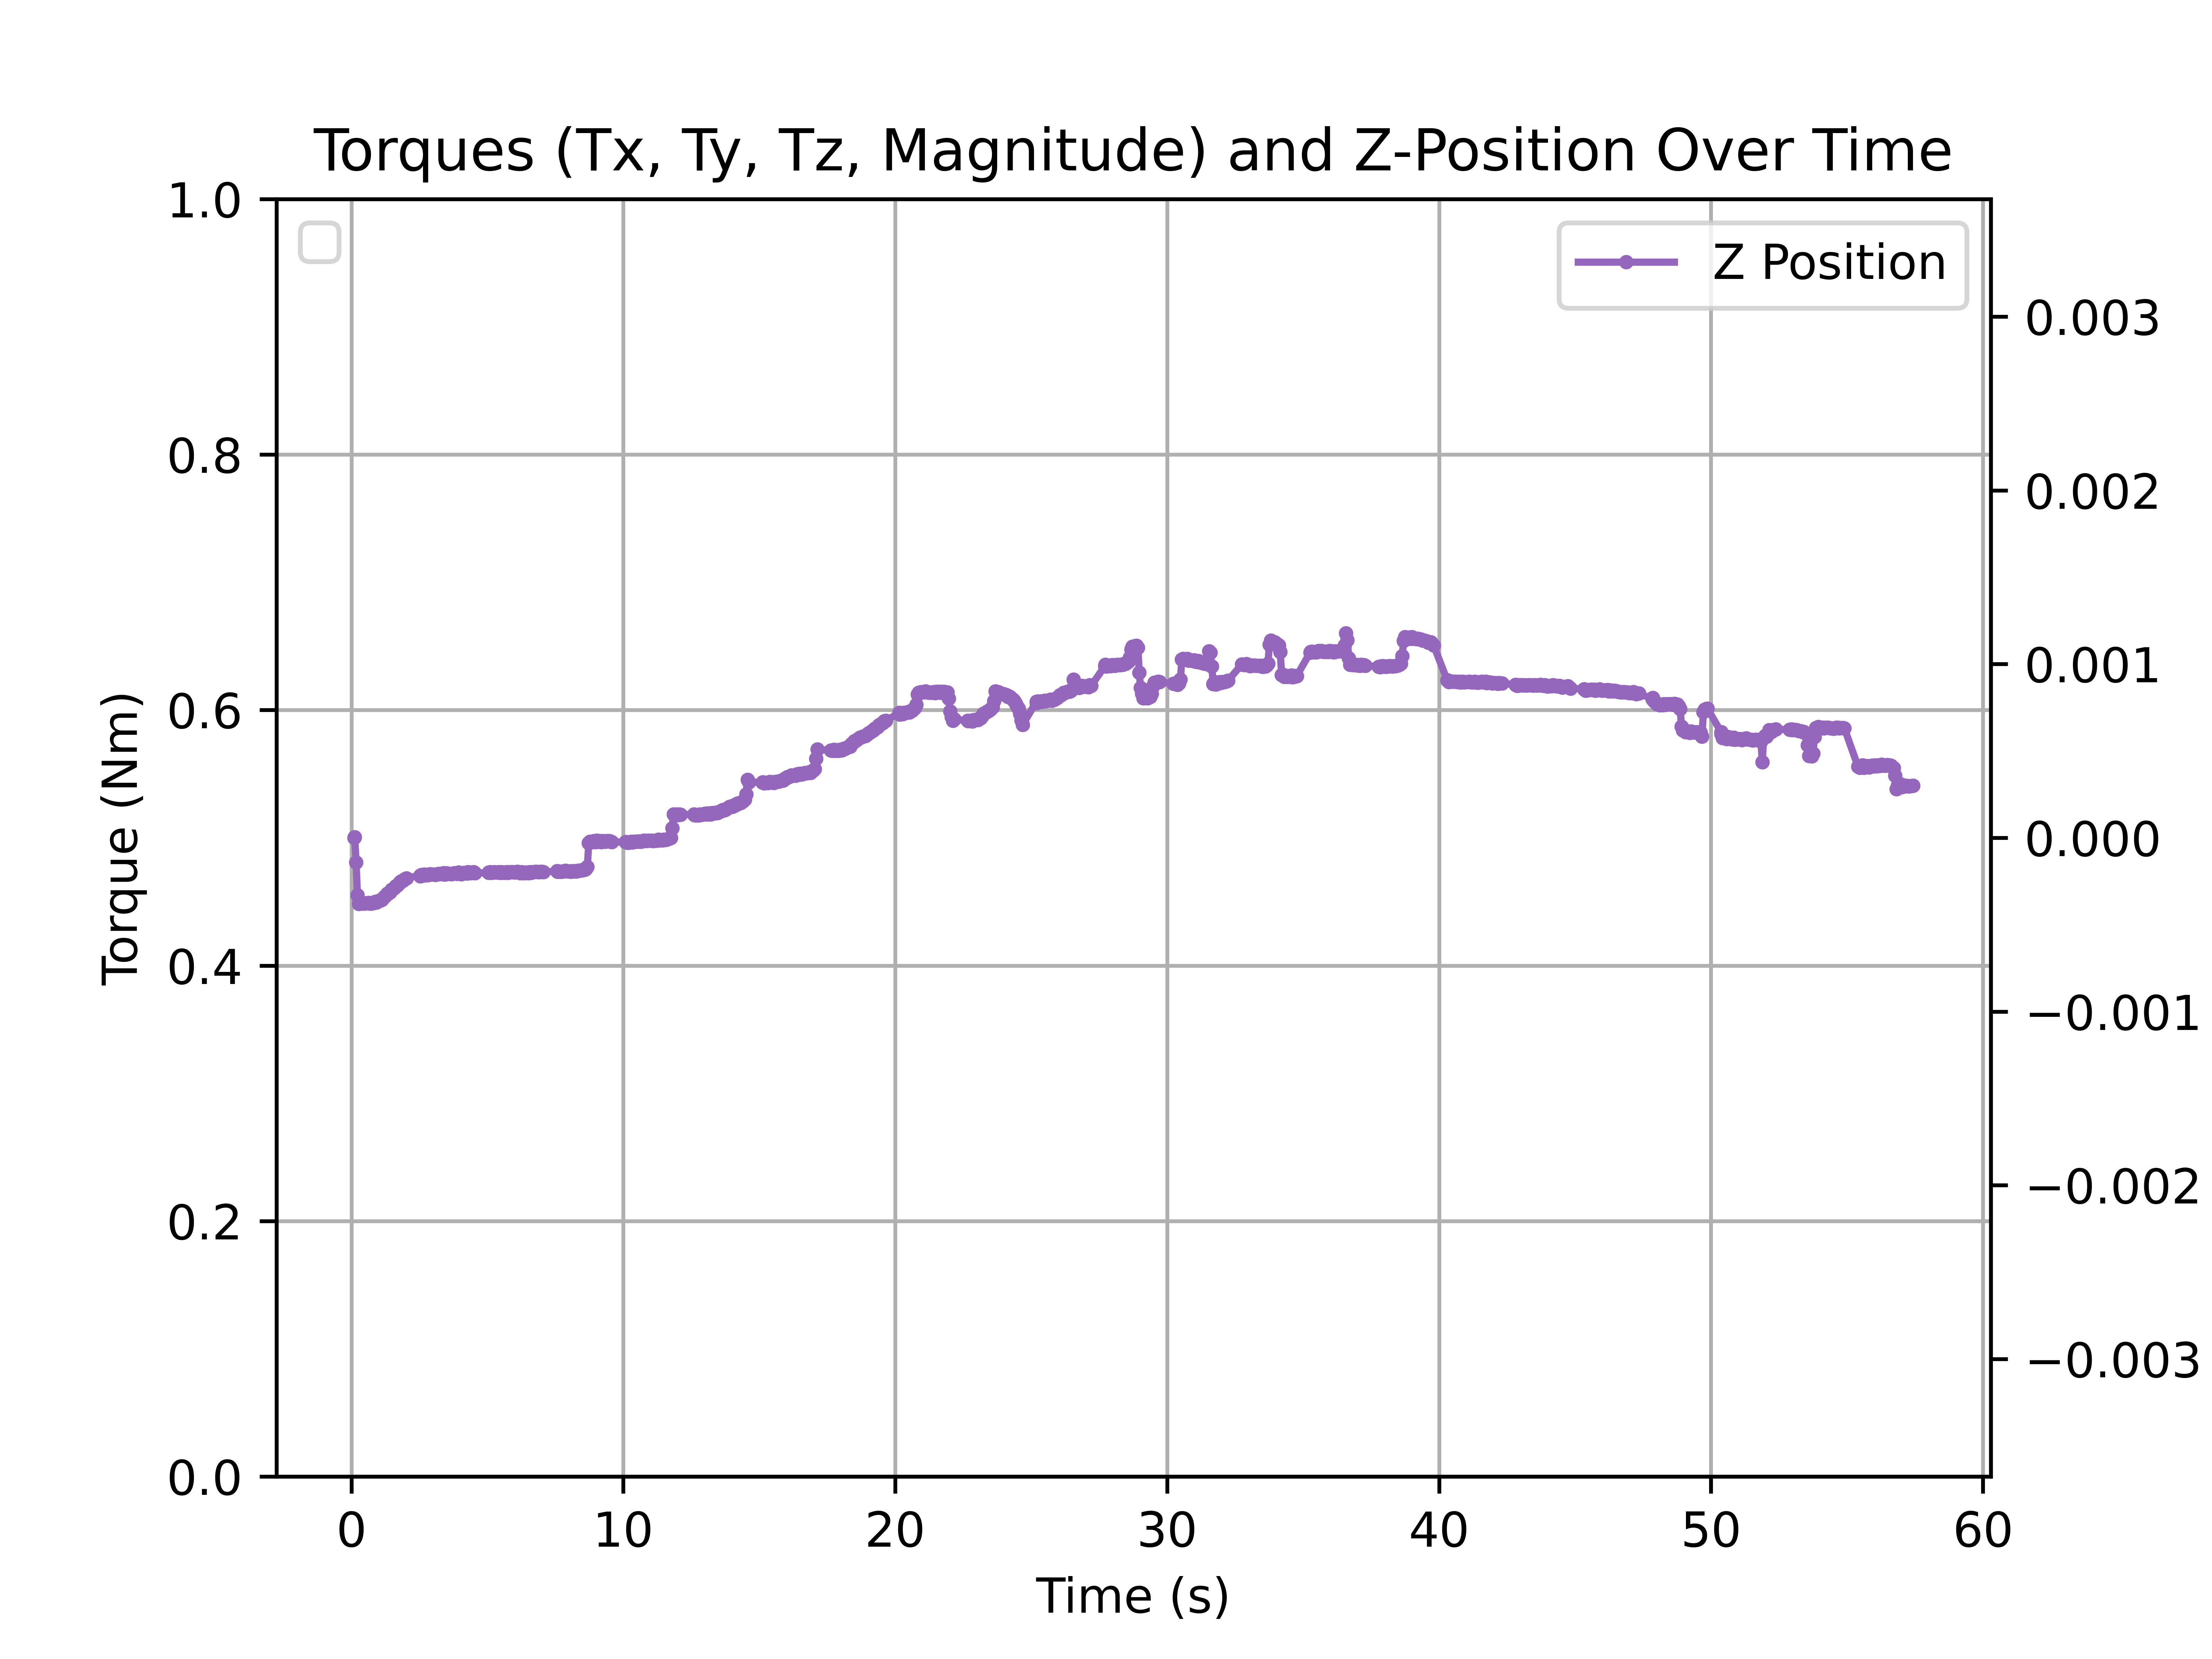 Torques (Tx, Ty, Tz, Magnitude) and Z-Position Over Time
1.0
0.8
0.6
0.4
0.2
0.0
Torque (Nm)
Z Position
0.003
0.002
0.001
0.000
−0.001
−0.002
−0.003
0 10 20 30 40 50 60
Time (s)